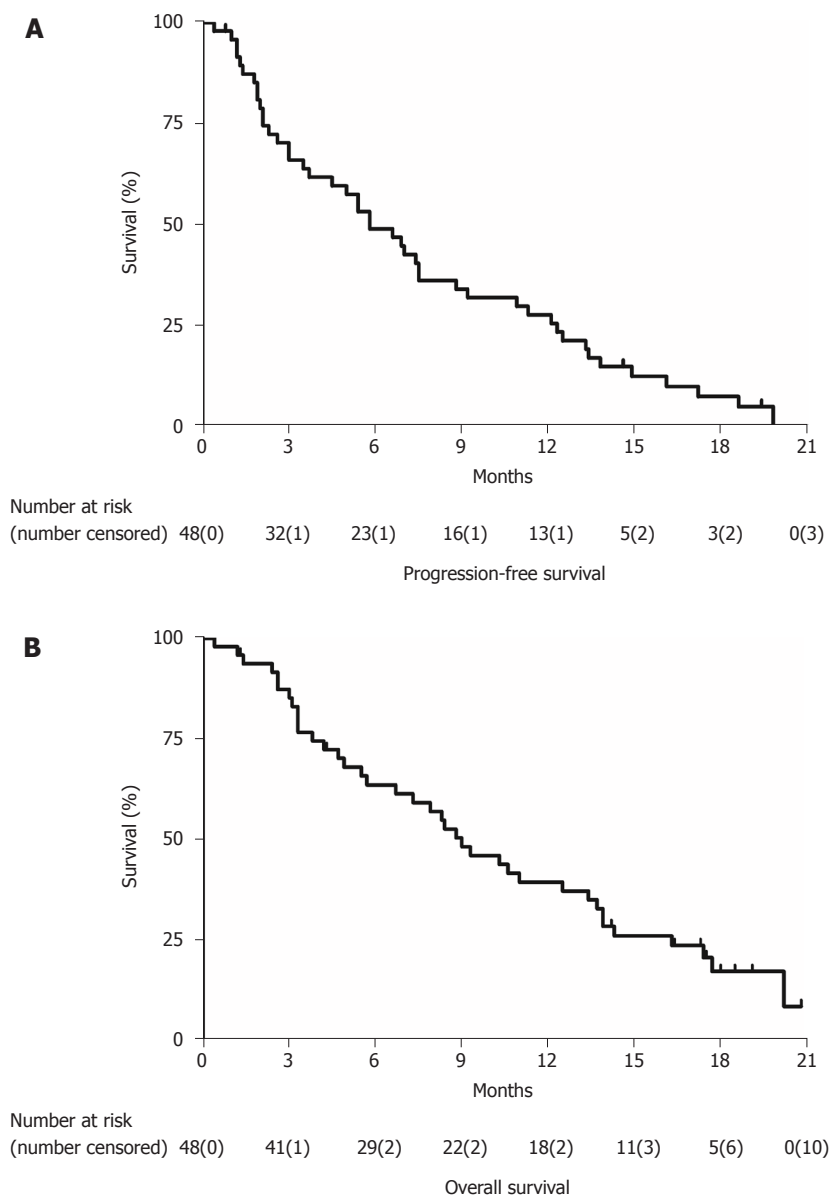 A
100
75
50
25
0
Survival (%)
0 3 6 9 12 15 18 21
Months
Number at risk
(number censored) 48(0) 32(1) 23(1) 16(1) 13(1) 5(2) 3(2) 0(3)
Progression-free survival
B
100
75
50
25
0
Survival (%)
0 3 6 9 12 15 18 21
Months
Number at risk
(number censored) 48(0) 41(1) 29(2) 22(2) 18(2) 11(3) 5(6) 0(10)
Overall survival